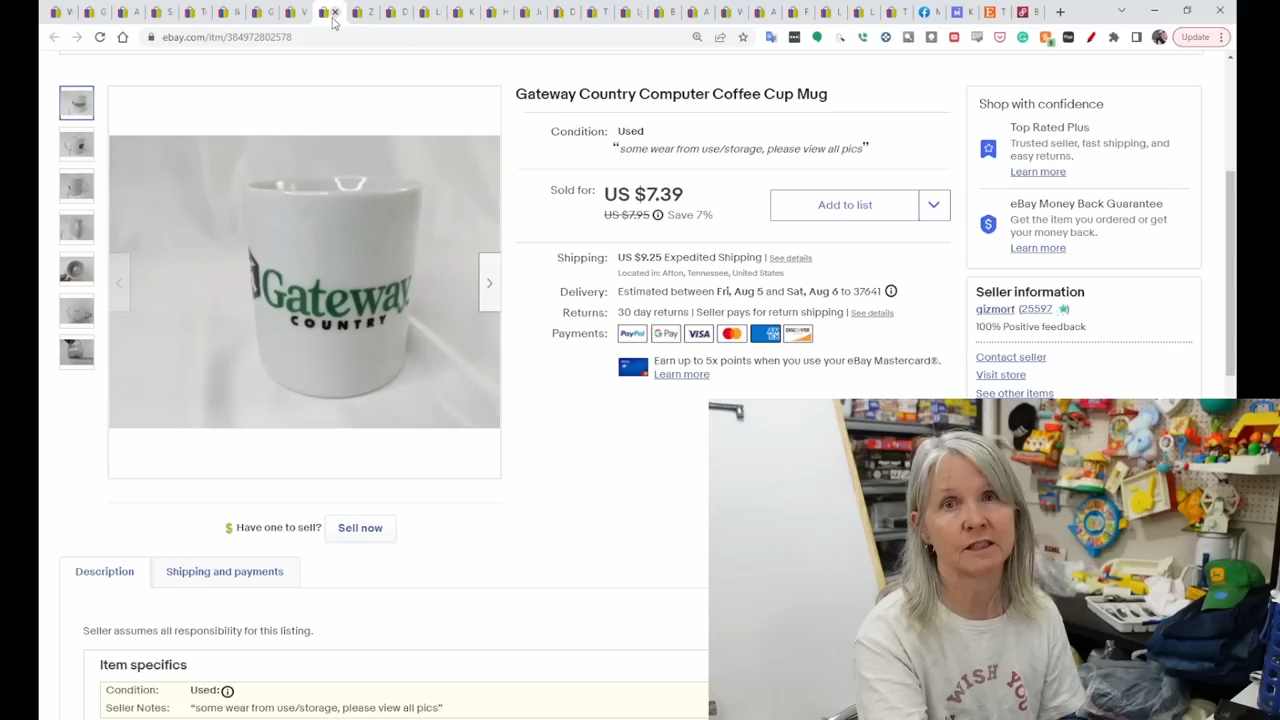 ebay.com/itm/384972802578
Update
Gateway Country Computer Coffee Cup Mug
Condition: Used
“some wear from use/storage, please view all pics”
Sold for: US $7.39
US $7.95 Save 7%
Add to list
Shipping: US $9.25 Expedited Shipping | See details
Located in: Afton, Tennessee, United States
Delivery: Estimated between Fri, Aug 5 and Sat, Aug 6 to 37641
Returns: 30 day returns | Seller pays for return shipping | See details
Payments: PayPal G Pay VISA DISCOVER
Earn up to 5x points when you use your eBay Mastercard®.
Learn more
Shop with confidence
Top Rated Plus
Trusted seller, fast shipping, and
easy returns.
Learn more
eBay Money Back Guarantee
Get the item you ordered or get
your money back.
Learn more
Seller information
gizmorf (25597
100% Positive feedback
Contact seller
Visit store
See other items
Gateway
COUNTRY
Have one to sell? Sell now
Description
Shipping and payments
Seller assumes all responsibility for this listing.
Item specifics
Condition: Used:
Seller Notes: “some wear from use/storage, please view all pics”
WISH YOU